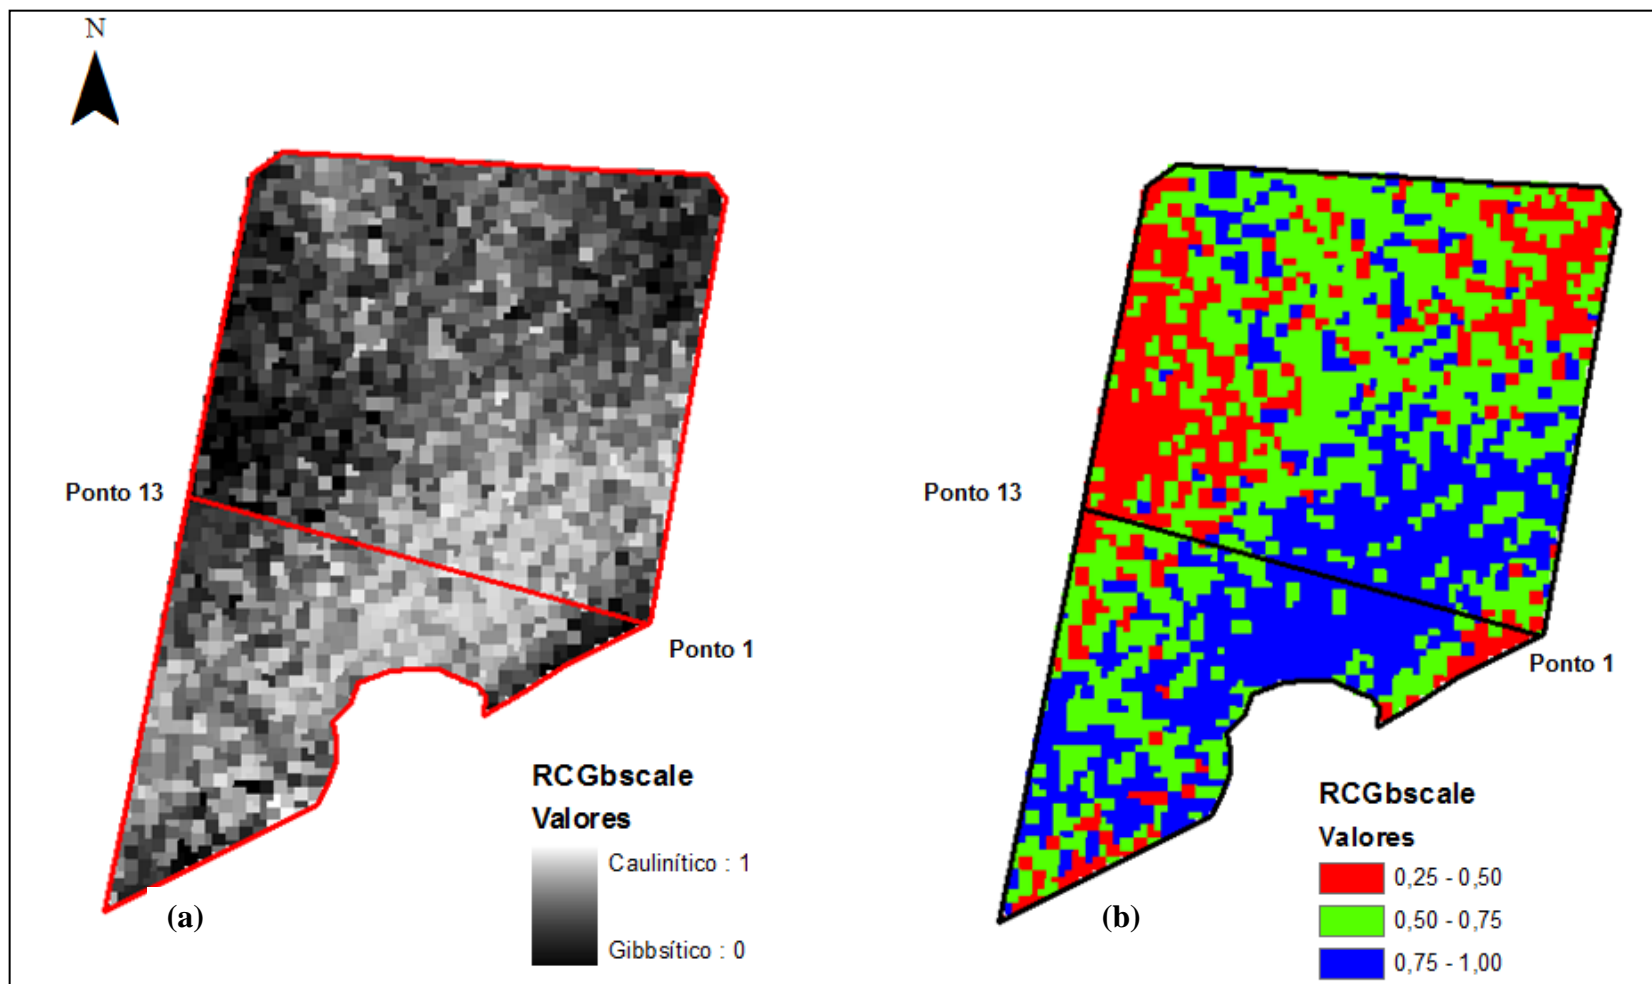 N
Ponto 13
Ponto 1
RCGbscale
Valores
Caulinítico : 1
Gibbsítico : 0
(a)
Ponto 13
Ponto 1
RCGbscale
Valores
0,25 - 0,50
0,50 - 0,75
0,75 - 1,00
(b)